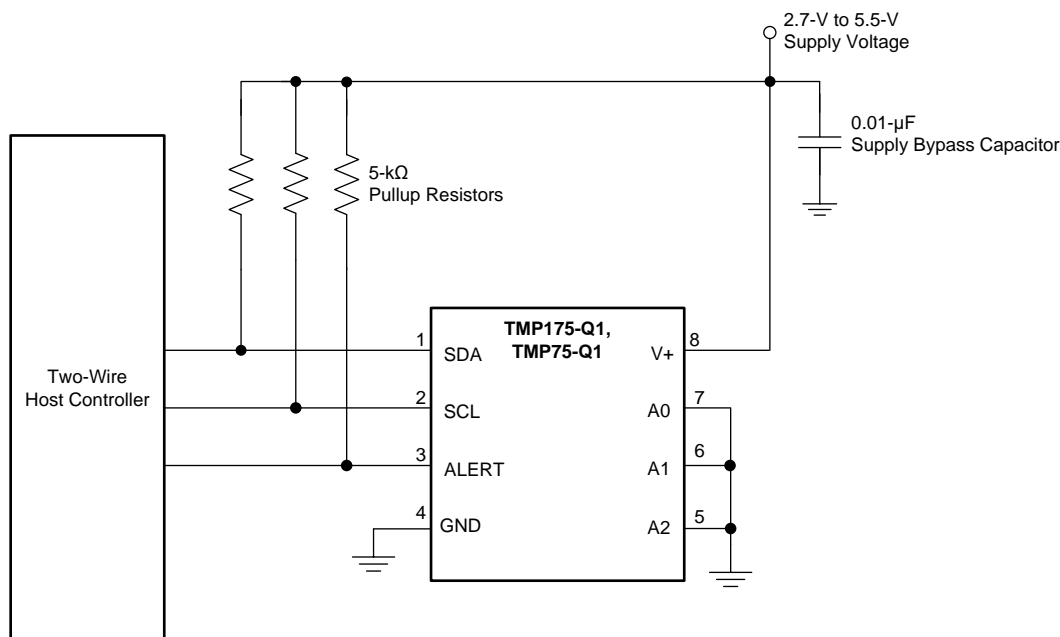 2.7-V to 5.5-V
Supply Voltage
0.01-µF
Supply Bypass Capacitor
5-kΩ
Pullup Resistors
Two-Wire
Host Controller
TMP175-Q1,
TMP75-Q1
1
SDA
V+
8
2
SCL
A0
7
3
ALERT
A1
6
4
GND
A2
5